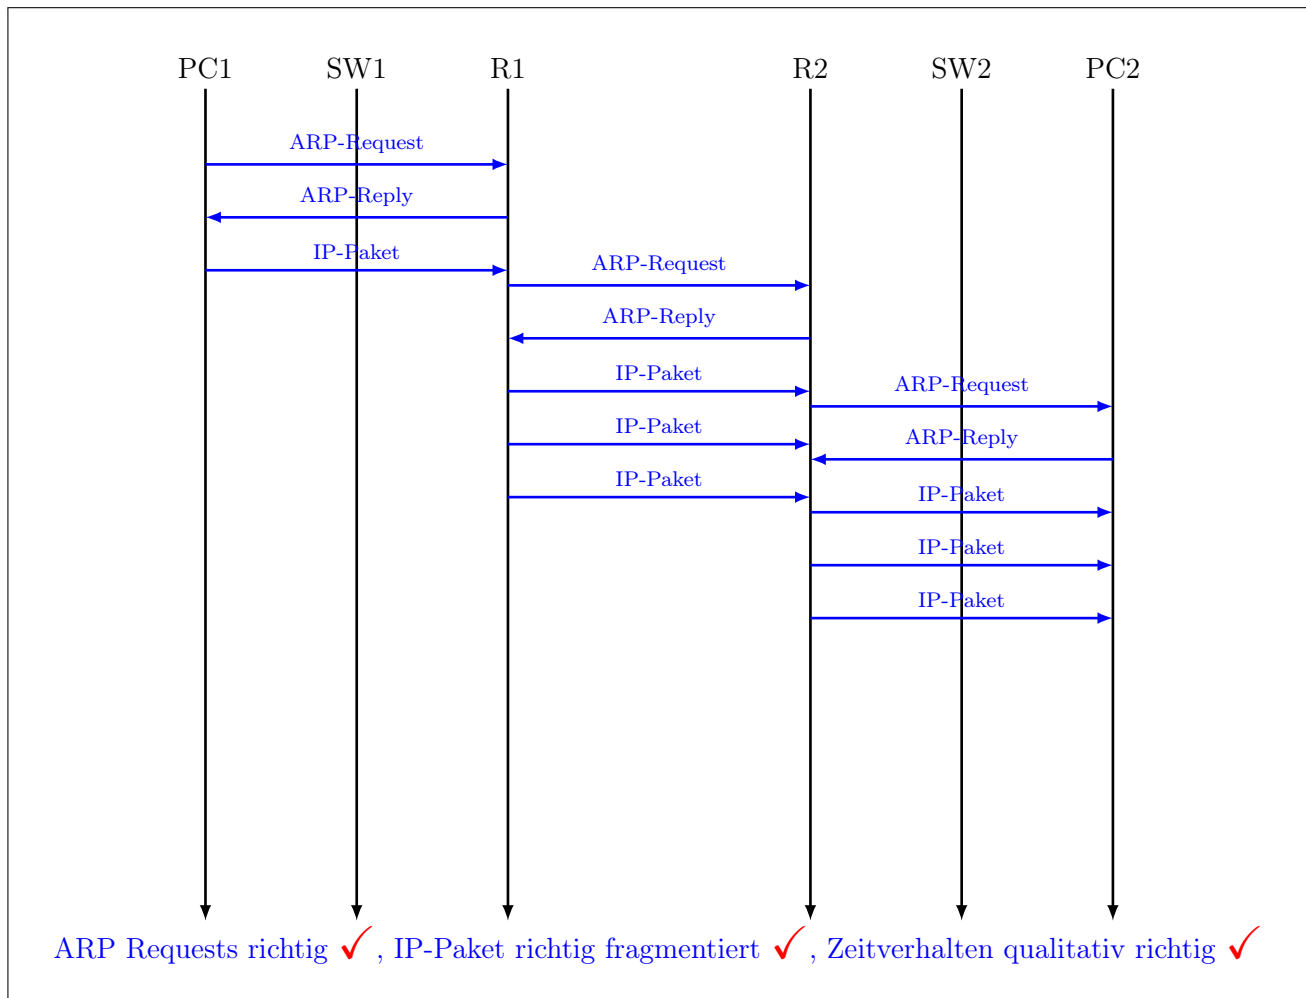 PC1 SW1 R1 R2 SW2 PC2
ARP-Request
ARP-Reply
IP-Paket
ARP-Request
ARP-Reply
IP-Paket
ARP-Request
IP-Paket
ARP-Reply
IP-Paket
IP-Paket
IP-Paket
IP-Paket
ARP Requests richtig ✓, IP-Paket richtig fragmentiert ✓, Zeitverhalten qualitativ richtig ✓